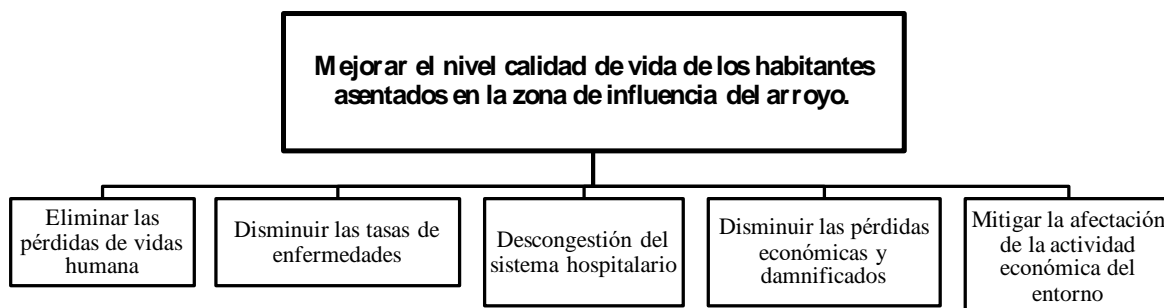 Mejorar el nivel calidad de vida de los habitantes
asentados en la zona de influencia del arroyo.
Eliminar las
pérdidas de vidas
humana
Disminuir las tasas de
enfermedades
Descongestión del
sistema hospitalario
Disminuir las pérdidas
económicas y
damnificados
Mitigar la afectación
de la actividad
económica del
entorno